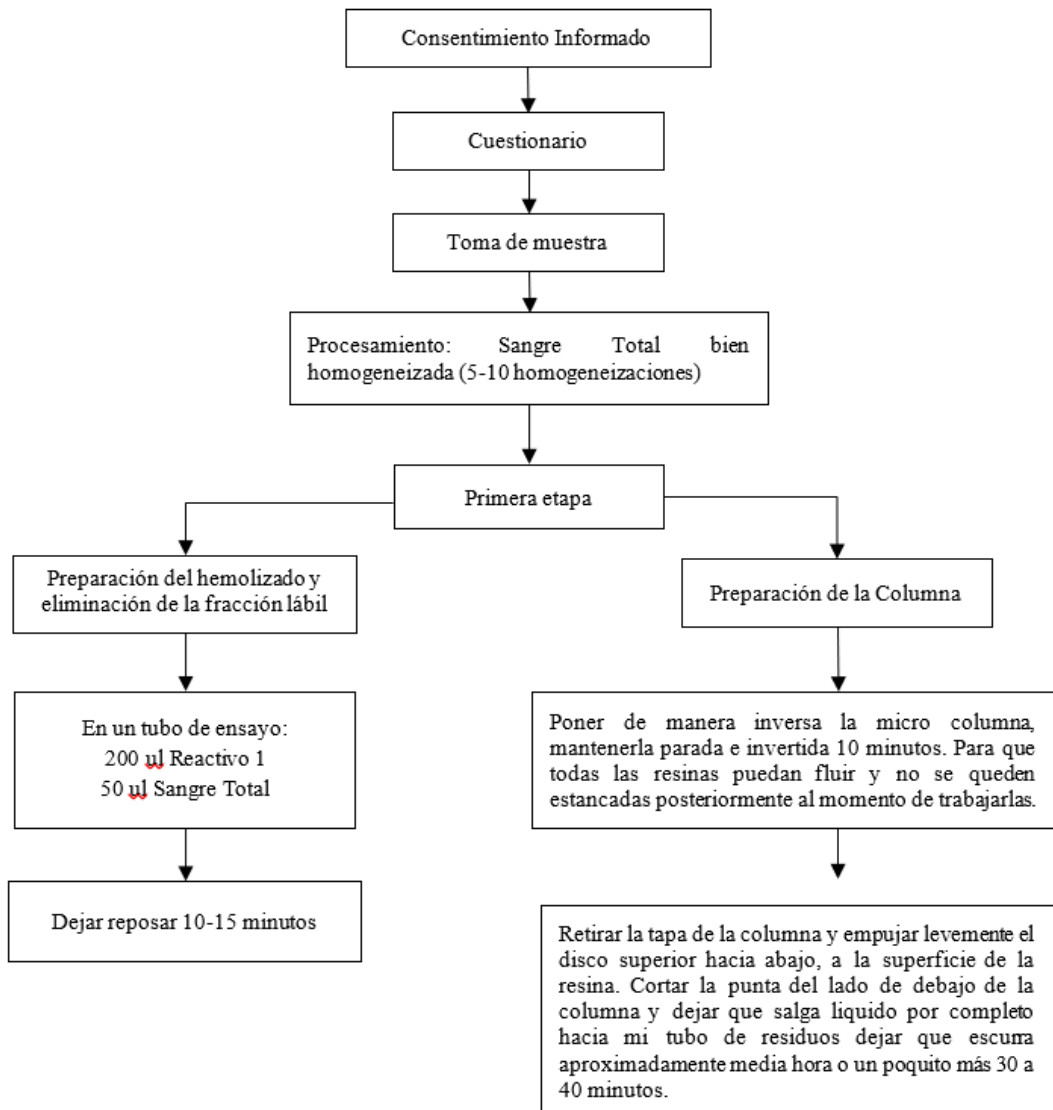 Consentimiento Informado
Cuestionario
Toma de muestra
Procesamiento: Sangre Total bien
homogeneizada (5-10 homogeneizaciones)
Primera etapa
Preparación del hemolizado y
eliminación de la fracción lábil
En un tubo de ensayo:
200 ul Reactivo 1
50 ul Sangre Total
Dejar reposar 10-15 minutos
Preparación de la Columna
Poner de manera inversa la micro columna,
mantenerla parada e invertida 10 minutos. Para que
todas las resinas puedan fluir y no se queden
estancadas posteriormente al momento de trabajarlas.
Retirar la tapa de la columna y empujar levemente el
disco superior hacia abajo, a la superficie de la
resina. Cortar la punta del lado de debajo de la
columna y dejar que salga liquido por completo
hacia mi tubo de residuos dejar que escurra
aproximadamente media hora o un poquito más 30 a
40 minutos.